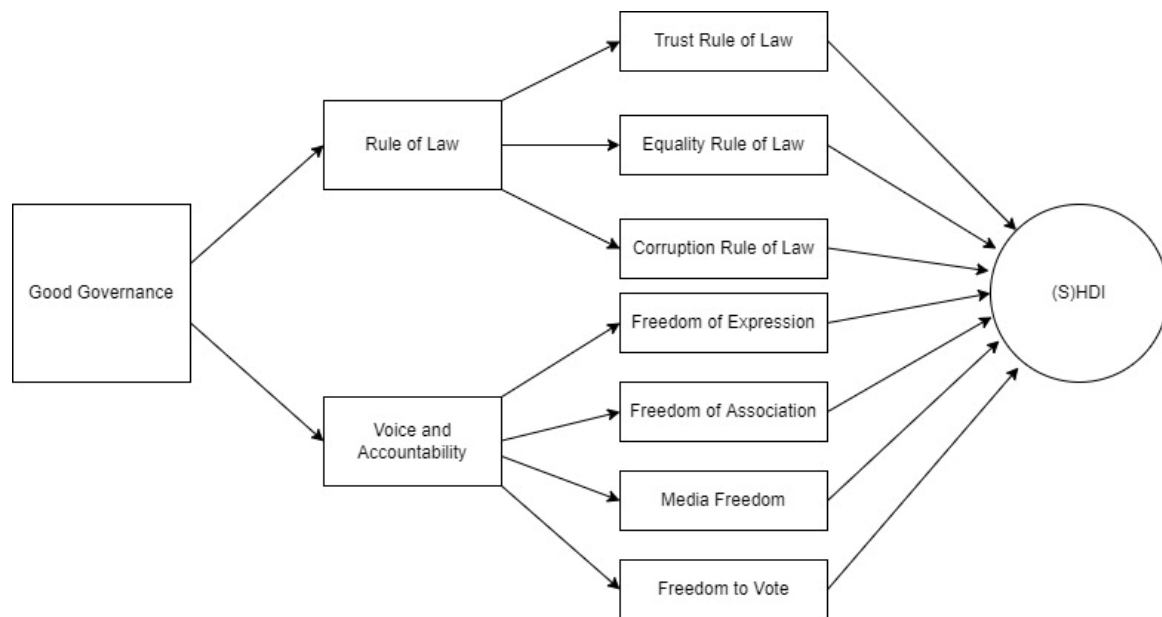 Good Governance
Rule of Law
Voice and
Accountability
Trust Rule of Law
Equality Rule of Law
Corruption Rule of Law
Freedom of Expression
Freedom of Association
Media Freedom
Freedom to Vote
(S)HDI